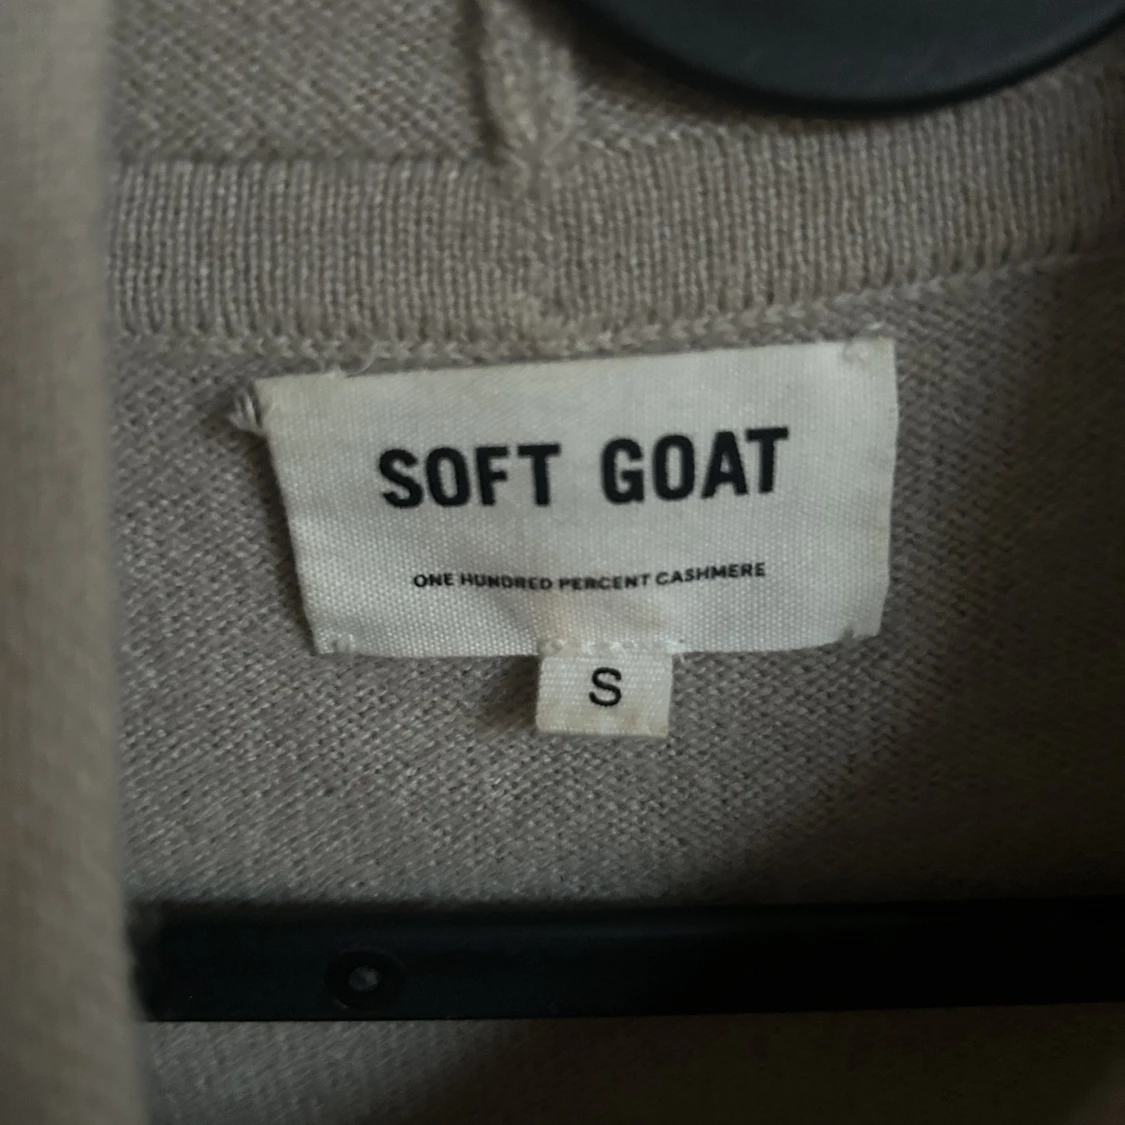 SOFT GOAT
ONE HUNDRED PERCENT CASHMERE
S